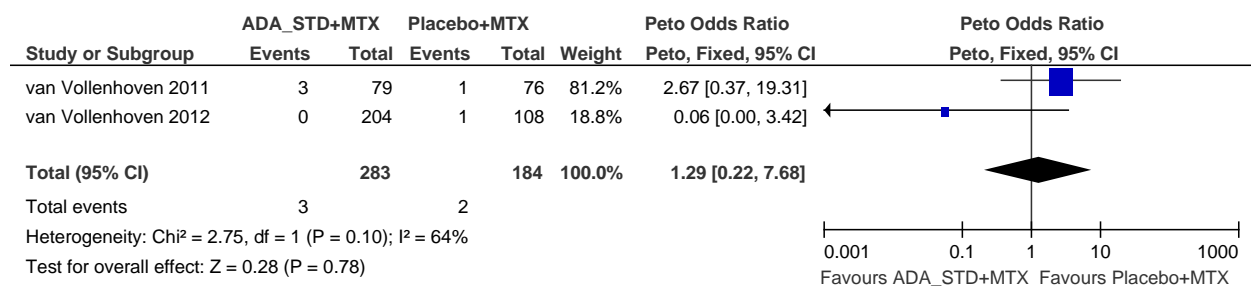 ADA_STD+MTX Placebo+MTX Peto Odds Ratio Peto Odds Ratio
Study or Subgroup Events Total Events Total Weight Peto, Fixed, 95% CI Peto, Fixed, 95% CI
van Vollenhoven 2011 3 79 1 76 81.2% 2.67 [0.37, 19.31]
van Vollenhoven 2012 0 204 1 108 18.8% 0.06 [0.00, 3.42]
Total (95% CI) 283 184 100.0% 1.29 [0.22, 7.68]
Total events 3 2
Heterogeneity: Chi² = 2.75, df = 1 (P = 0.10); I² = 64%
Test for overall effect: Z = 0.28 (P = 0.78)
0.001 0.1 1 10 1000
Favours ADA_STD+MTX Favours Placebo+MTX